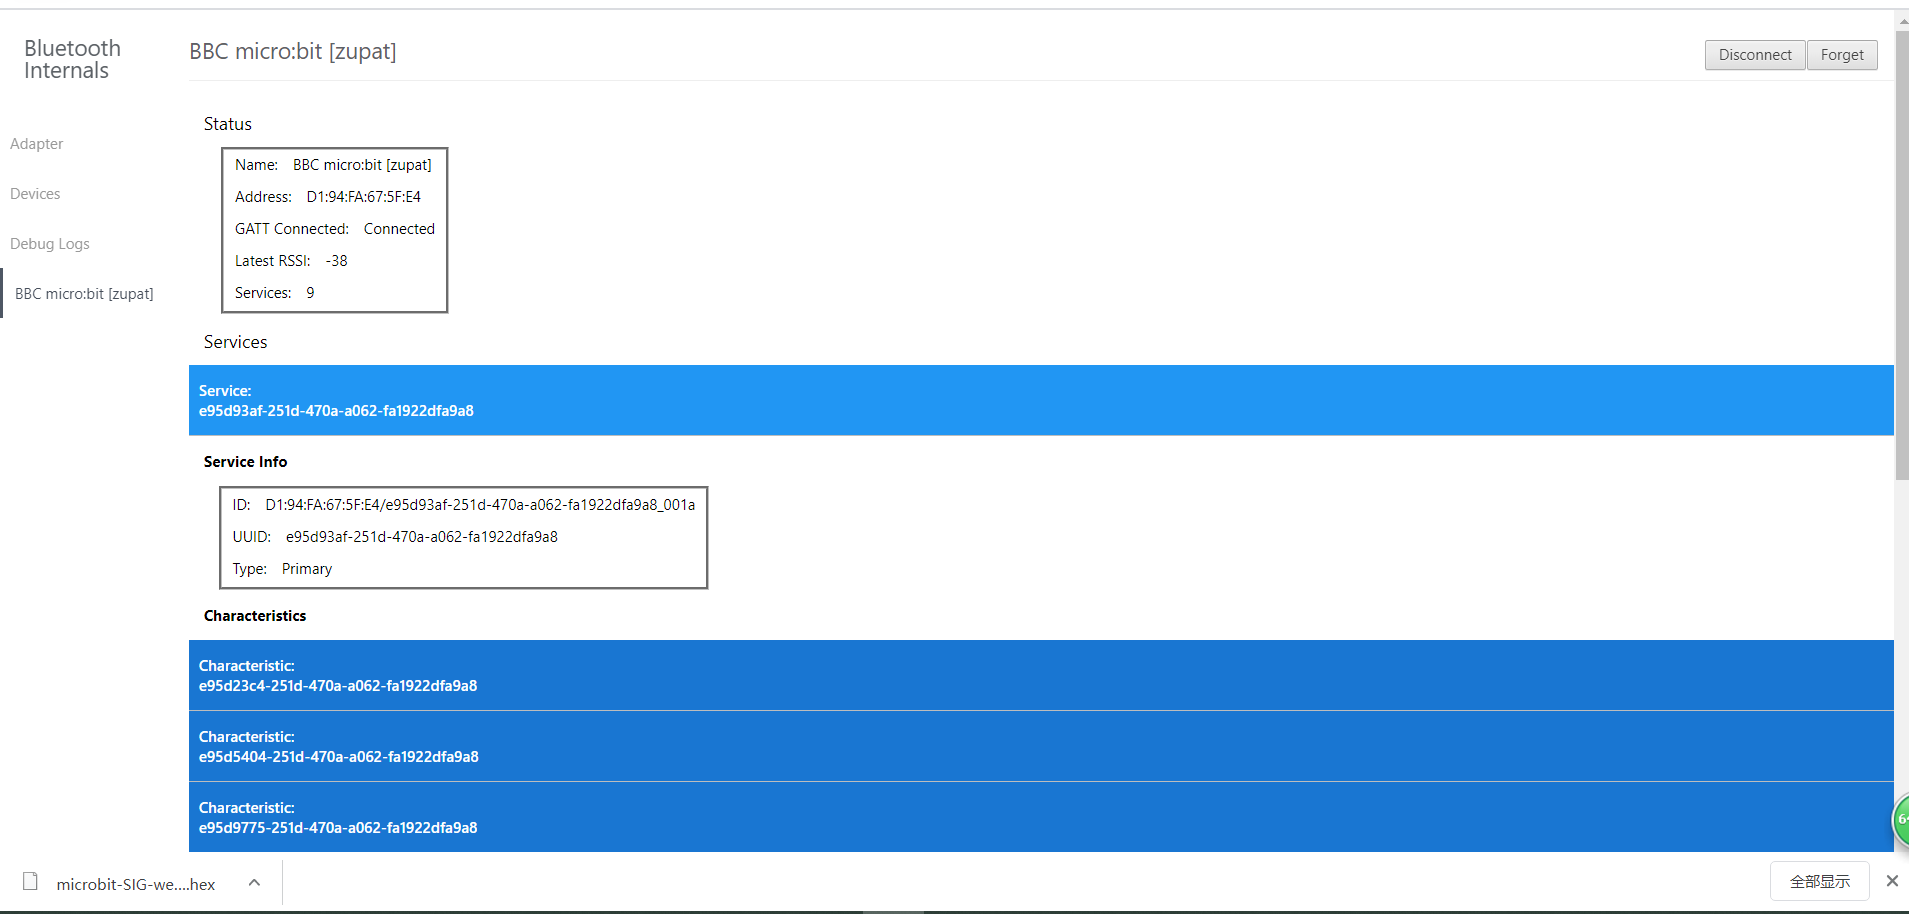 Bluetooth
Internals
Adapter
Devices
Debug Logs
BBC micro:bit [zupat]
BBC micro:bit [zupat]
Disconnect
Forget
Status
Name: BBC micro:bit [zupat]
Address: D1:94:FA:67:5F:E4
GATT Connected: Connected
Latest RSSI: -38
Services: 9
Services
Service:
e95d93af-251d-470a-a062-fa1922dfa9a8
Service Info
ID: D1:94:FA:67:5F:E4/e95d93af-251d-470a-a062-fa1922dfa9a8_001a
UUID: e95d93af-251d-470a-a062-fa1922dfa9a8
Type: Primary
Characteristics
Characteristic:
e95d23c4-251d-470a-a062-fa1922dfa9a8
Characteristic:
e95d5404-251d-470a-a062-fa1922dfa9a8
Characteristic:
e95d9775-251d-470a-a062-fa1922dfa9a8
microbit-SIG-we....hex
全部显示